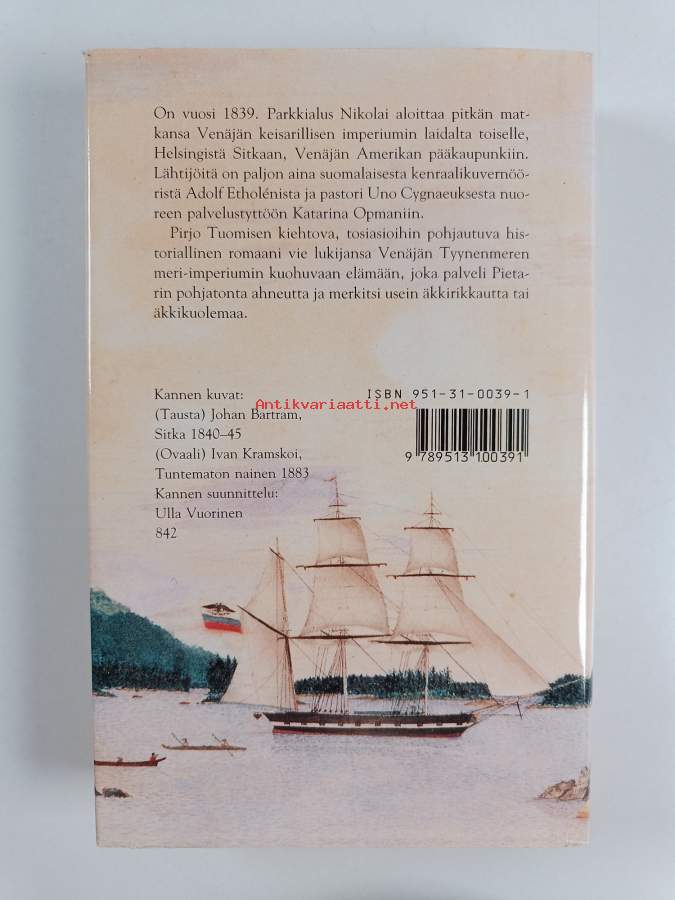 On vuosi 1839. Parkkialus Nikolai aloittaa pitkän mat-
kansa Venäjän keisarillisen imperiumin laidalta toiselle,
Helsingistä Sitkaan, Venäjän Amerikan pääkaupunkiin.
Lähtijöitä on paljon aina suomalaisesta kenraalikuvernöö-
ristä Adolf Etholénista ja pastori Uno Cygnaeuksesta nuo-
reen palvelustyttöön Katarina Opmaniin.
Pirjo Tuomisen kiehtova, tosiasioihin pohjautuva his-
toriallinen romaani vie lukijansa Venäjän Tyynenmeren
meri-imperiumin kuohuvaan elämään, joka palveli Pieta-
rin pohjatonta ahneutta ja merkitsi usein äkkirikkautta tai
äkkikuolemaa.
Kannen kuvat:
(Tausta) Johan Bartram,
Sitka 1840–45
(Ovaali) Ivan Kramskoi,
Tuntematon nainen 1883
Kannen suunnittelu:
Ulla Vuorinen
842
ISBN 951-31-0039-1
Antikvariaatti.net
9 789513 100391